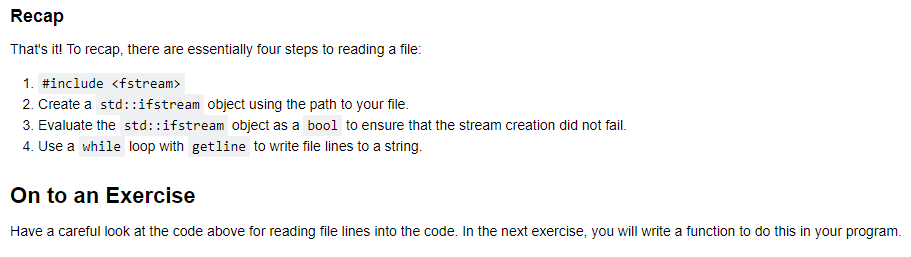 Recap
That's it! To recap, there are essentially four steps to reading a file:
1. #include <fstream>
2. Create a std::ifstream object using the path to your file.
3. Evaluate the std::ifstream object as a bool to ensure that the stream creation did not fail.
4. Use a while loop with getline to write file lines to a string.
On to an Exercise
Have a careful look at the code above for reading file lines into the code. In the next exercise, you will write a function to do this in your program.